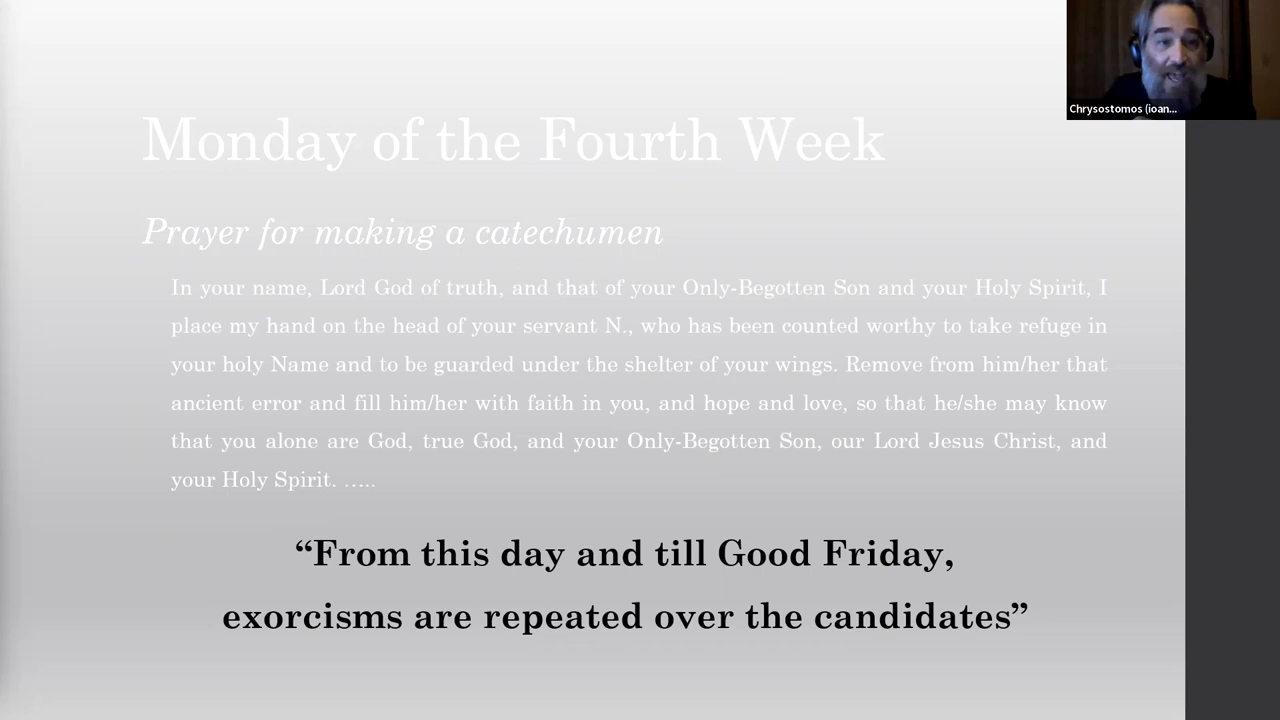 Chrysostomos (ioan...
Monday of the Fourth Week
Prayer for making a catechumen
In your name, Lord God of truth, and that of your Only-Begotten Son and your Holy Spirit, I
place my hand on the head of your servant N., who has been counted worthy to take refuge in
your holy Name and to be guarded under the shelter of your wings. Remove from him/her that
ancient error and fill him/her with faith in you, and hope and love, so that he/she may know
that you alone are God, true God, and your Only-Begotten Son, our Lord Jesus Christ, and
your Holy Spirit. …..
“From this day and till Good Friday,
exorcisms are repeated over the candidates”